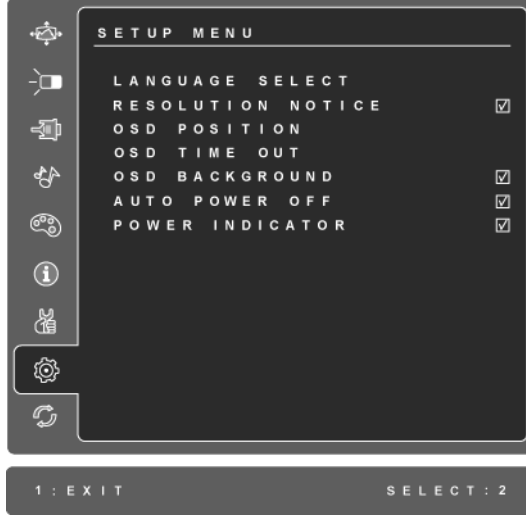 SETUP MENU
LANGUAGE SELECT
RESOLUTION NOTICE
OSD POSITION
OSD TIME OUT
OSD BACKGROUND
AUTO POWER OFF
POWER INDICATOR
1:EXIT SELECT:2